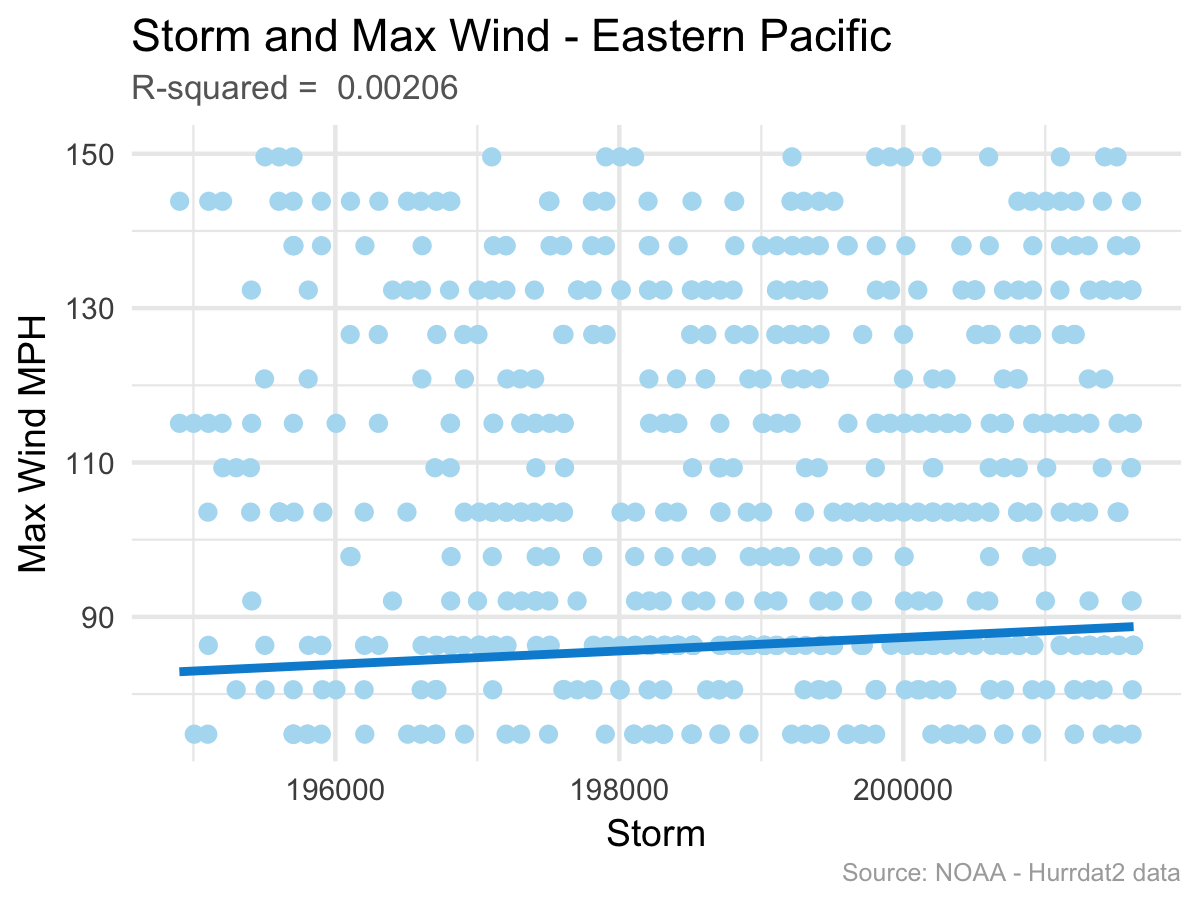 Storm and Max Wind - Eastern Pacific
R-squared =  0.00206
150
130
110
90
Max Wind MPH
196000
198000
200000
Storm
Source: NOAA - Hurrdat2 data